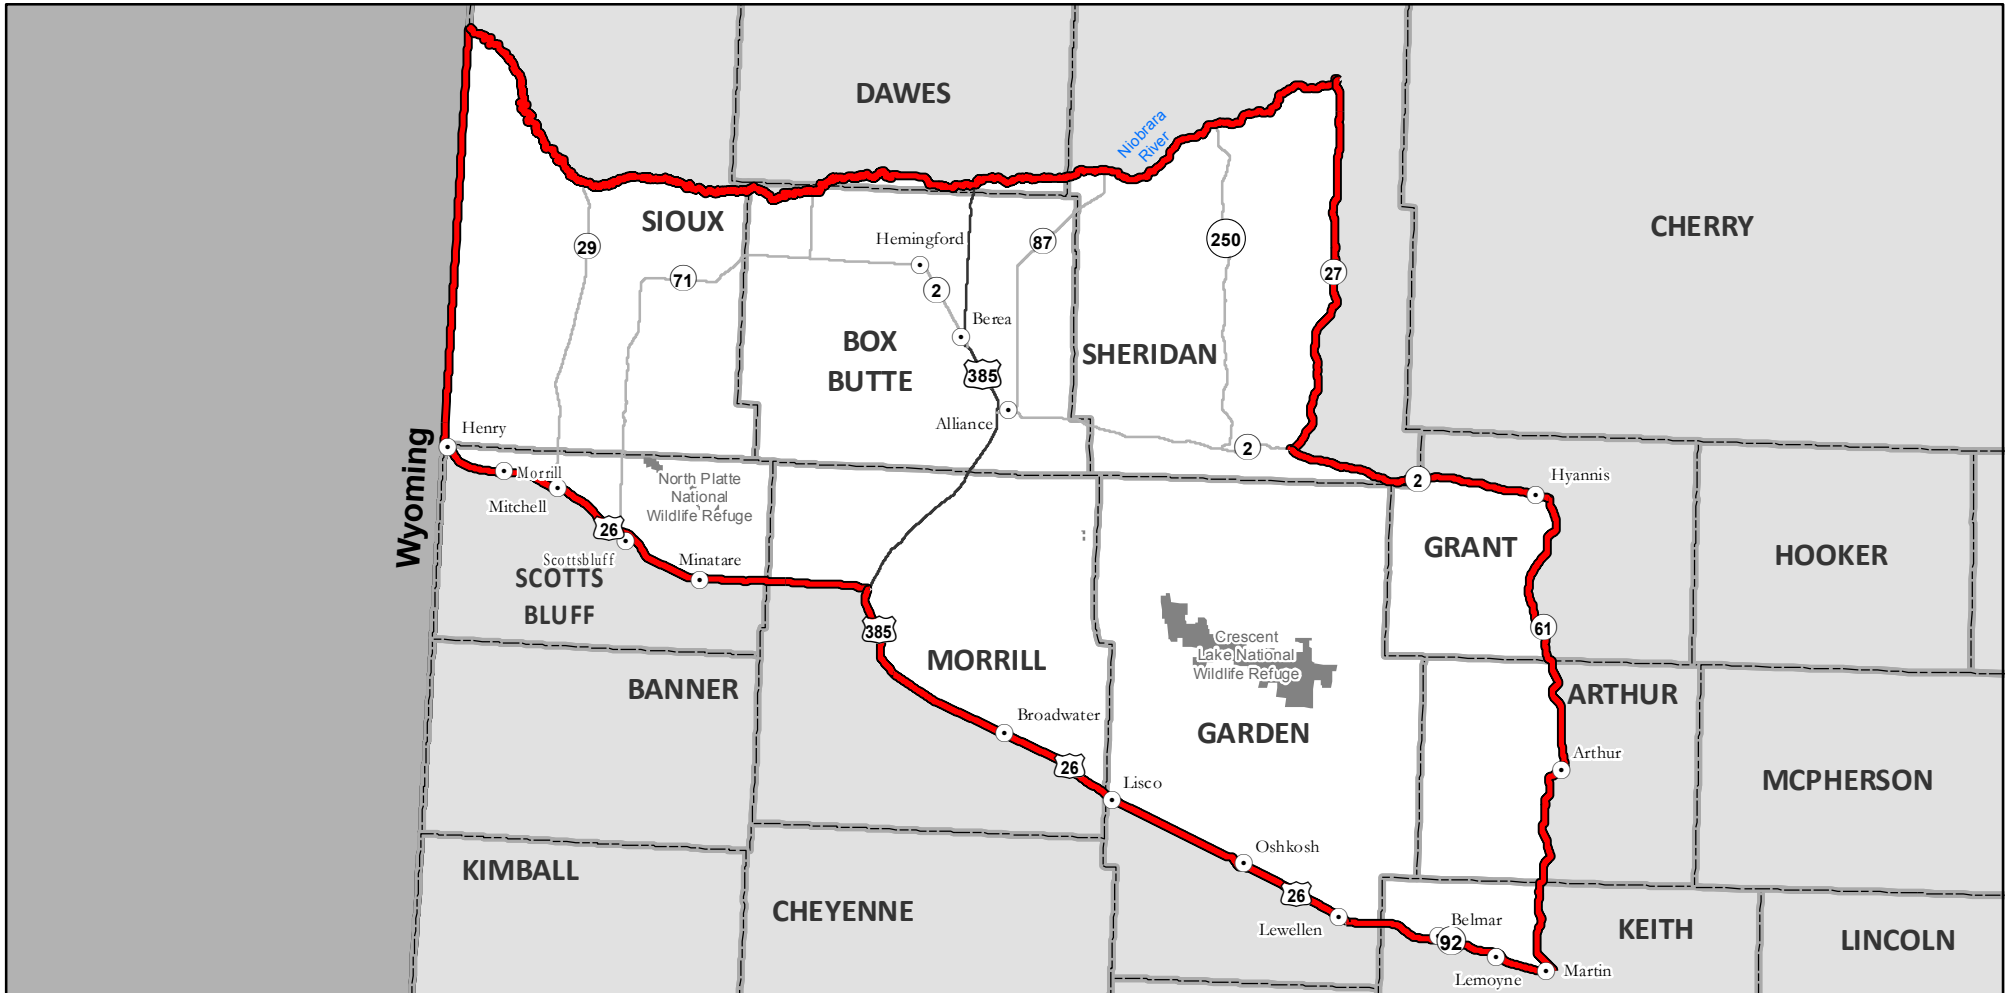 DAWES
Niobrara
River
CHERRY
SIOUX
29
Hemingford
87
250
71
27
2
Berea
BOX
BUTTE
SHERIDAN
385
Alliance
Henry
2
Wyoming
Morrill
North Platte
National
Wildlife Refuge
Mitchell
2
Hyannis
26
Scottsbluff
Minatare
SCOTTS
BLUFF
GRANT
HOOKER
385
61
Crescent
Lake National
Wildlife Refuge
MORRILL
BANNER
ARTHUR
Broadwater
GARDEN
Arthur
26
Lisco
MCPHERSON
Oshkosh
KIMBALL
26
CHEYENNE
Belmar
Lewellen
92
KEITH
LINCOLN
Lemoyne
Martin